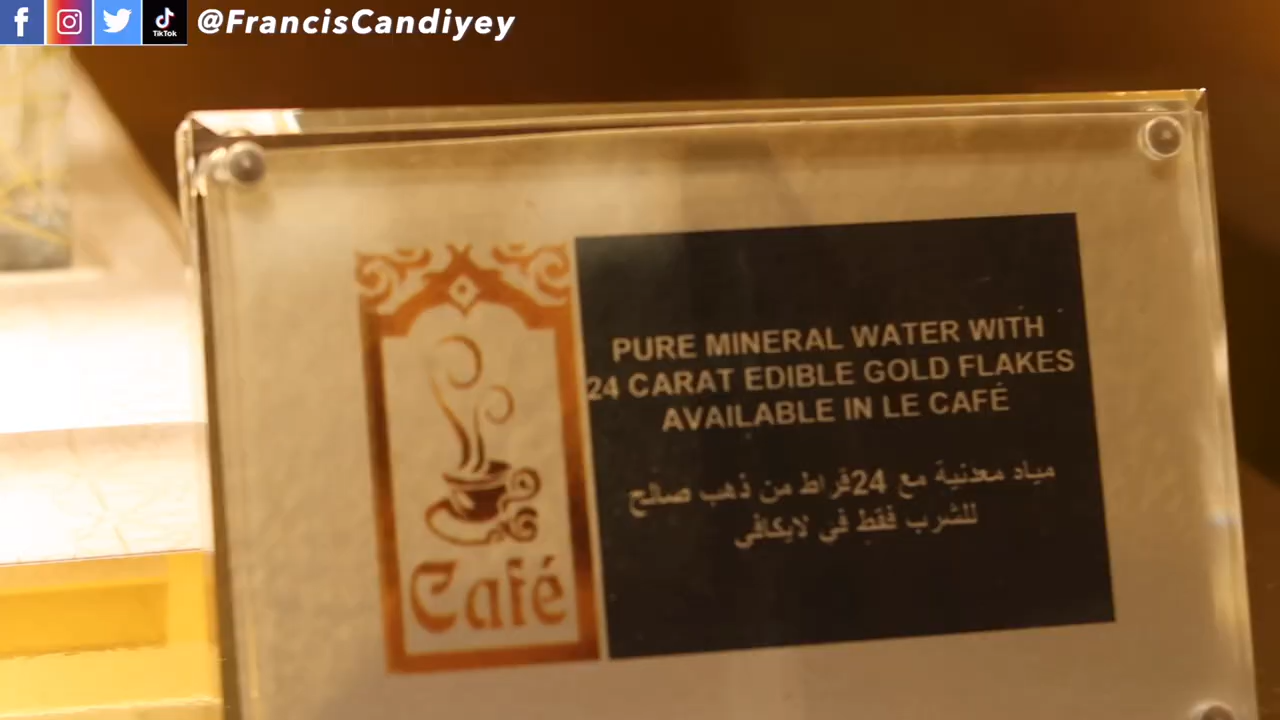 TikTok
@FrancisCandiyey
PURE MINERAL WATER WITH
24 CARAT EDIBLE GOLD FLAKES
AVAILABLE IN LE CAFÉ
مياه معدنية مع 24قراط من ذهب صالح
للشرب فقط في لايكافي
Café